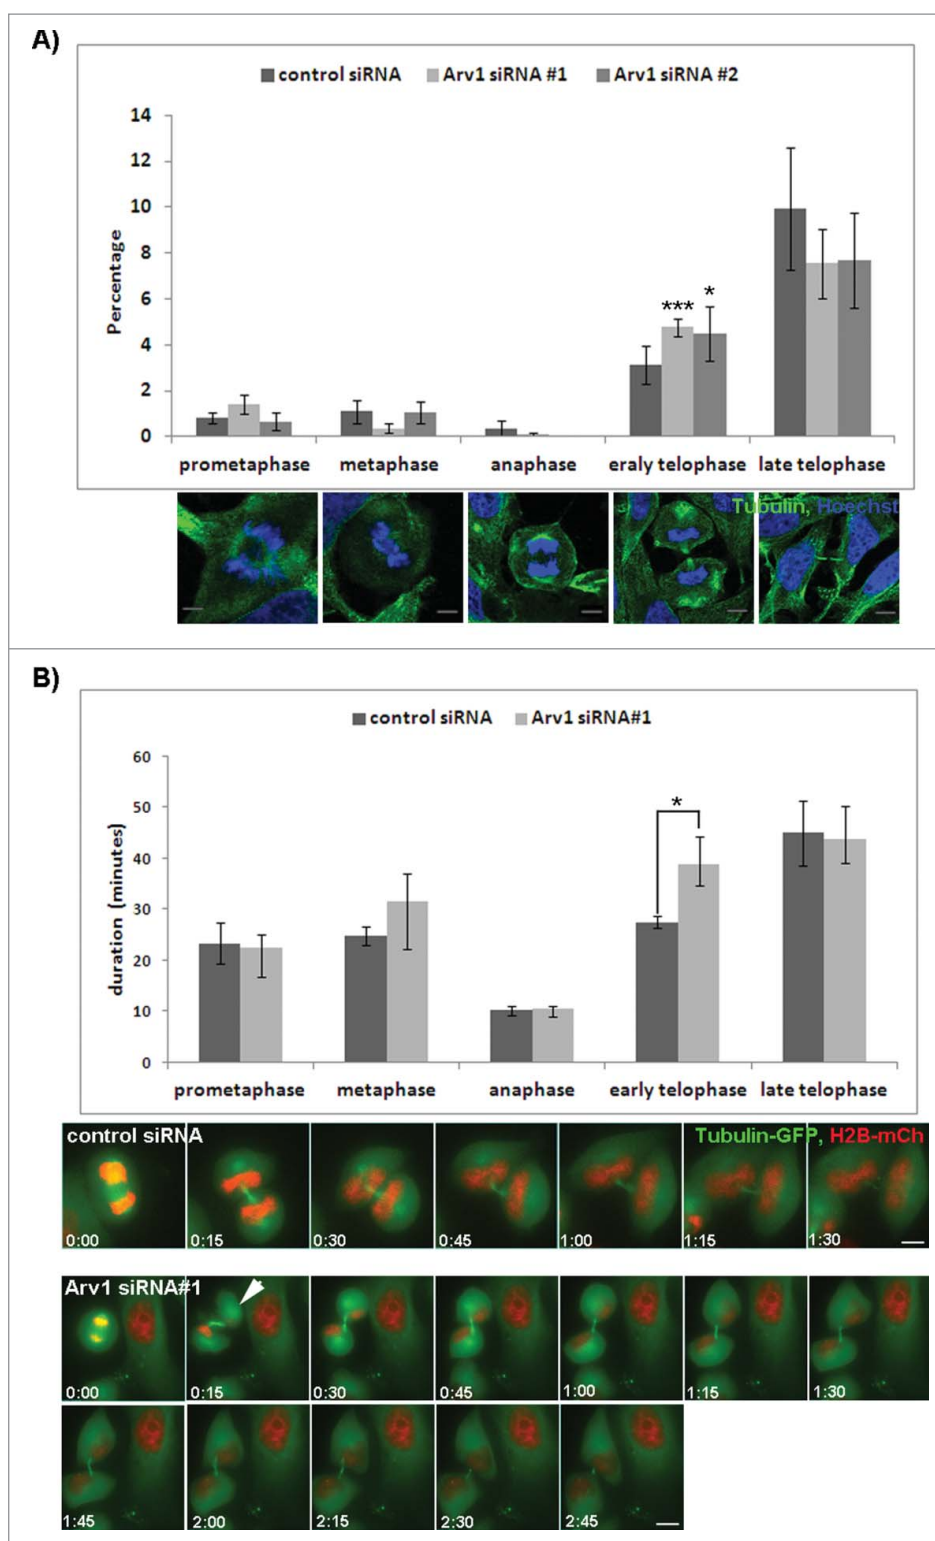 A)
control siRNA Arv1 siRNA #1 Arv1 siRNA #2
14
12
10
8
6
4
2
0
Percentage
*** *
prometaphase metaphase anaphase eraly telophase late telophase
Tubulin, Hoechst
B)
control siRNA Arv1 siRNA#1
60
50
40
30
20
10
0
duration (minutes)
*
prometaphase metaphase anaphase early telophase late telophase
control siRNA Tubulin-GFP, H2B-mCh
0:00 0:15 0:30 0:45 1:00 1:15 1:30
Arv1 siRNA#1
0:00 0:15 0:30 0:45 1:00 1:15 1:30
1:45 2:00 2:15 2:30 2:45